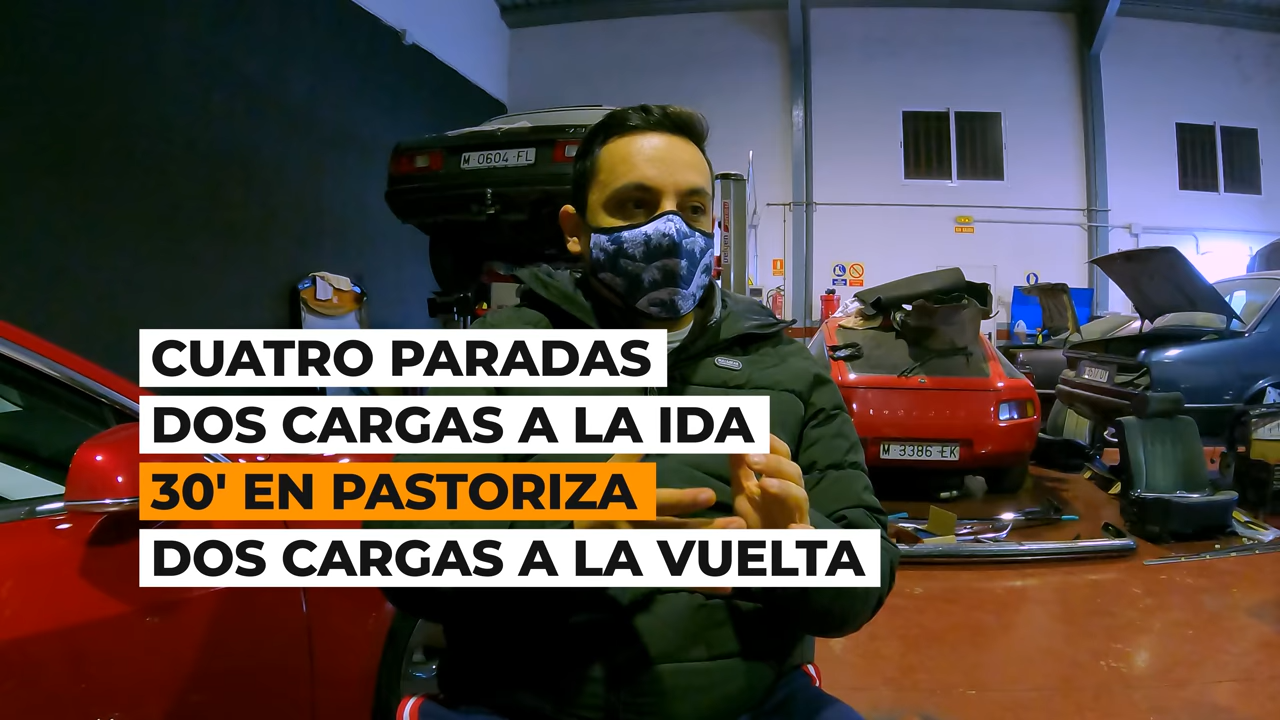 M 0604 FL
CUATRO PARADAS
DOS CARGAS A LA IDA
30' EN PASTORIZA
DOS CARGAS A LA VUELTA
M 3386 EK